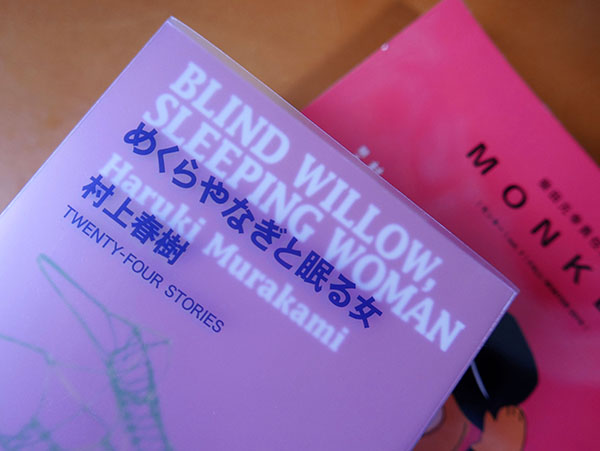 BLIND WILLOW,
SLEEPING WOMAN
めくらやなぎと眠る女
Haruki Murakami
村上春樹
TWENTY-FOUR STORIES
MONKE